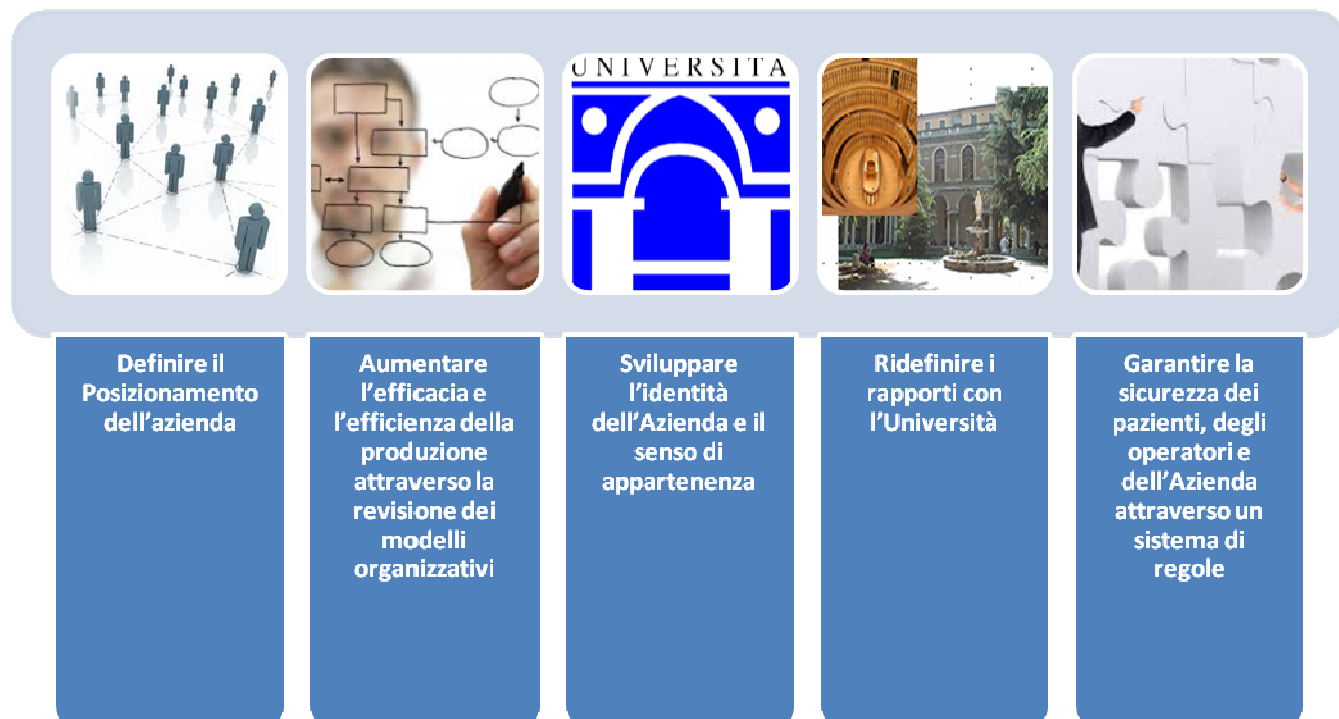 UNIVERSITA
Definire il
Posizionamento
dell'azienda
Aumentare
l'efficacia e
l'efficienza della
produzione
attraverso la
revisione dei
modelli
organizzativi
Sviluppare
l'identità
dell'Azienda e il
senso di
appartenenza
Ridefinire i
rapporti con
l'Università
Garantire la
sicurezza dei
pazienti, degli
operatori e
dell'Azienda
attraverso un
sistema di
regole